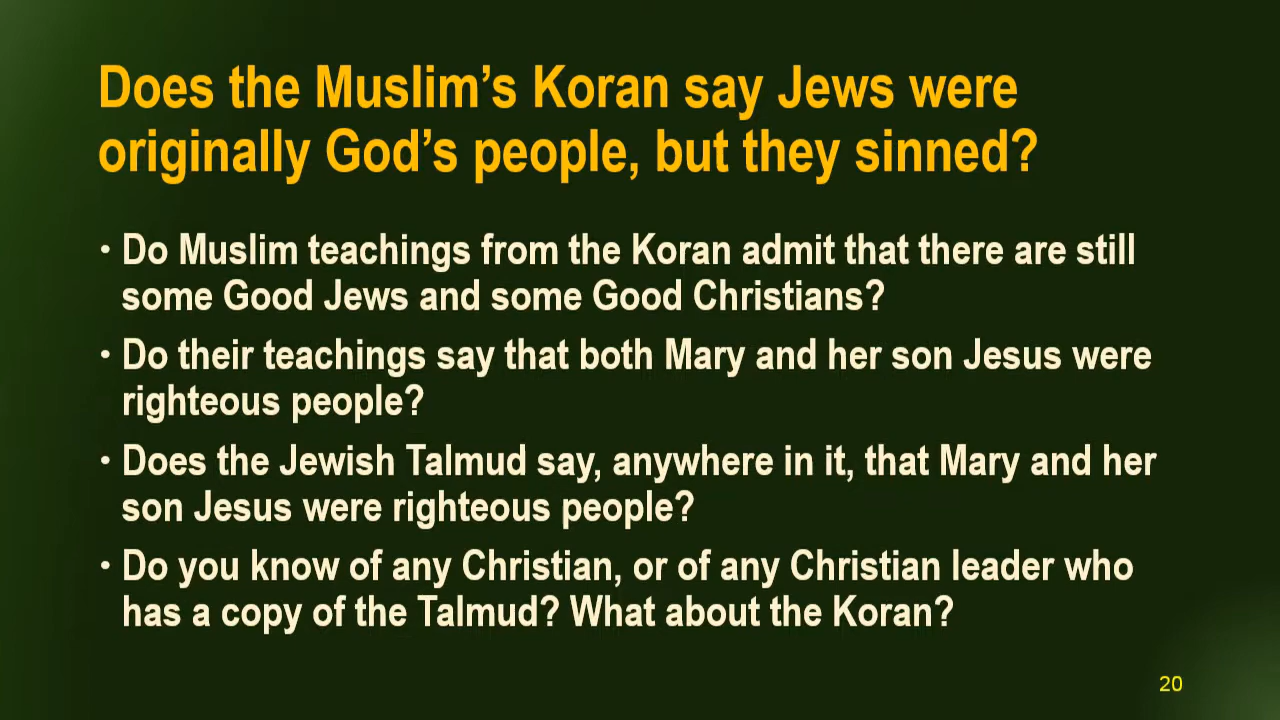 Does the Muslim’s Koran say Jews were
originally God’s people, but they sinned?
• Do Muslim teachings from the Koran admit that there are still
some Good Jews and some Good Christians?
• Do their teachings say that both Mary and her son Jesus were
righteous people?
• Does the Jewish Talmud say, anywhere in it, that Mary and her
son Jesus were righteous people?
• Do you know of any Christian, or of any Christian leader who
has a copy of the Talmud? What about the Koran?
20